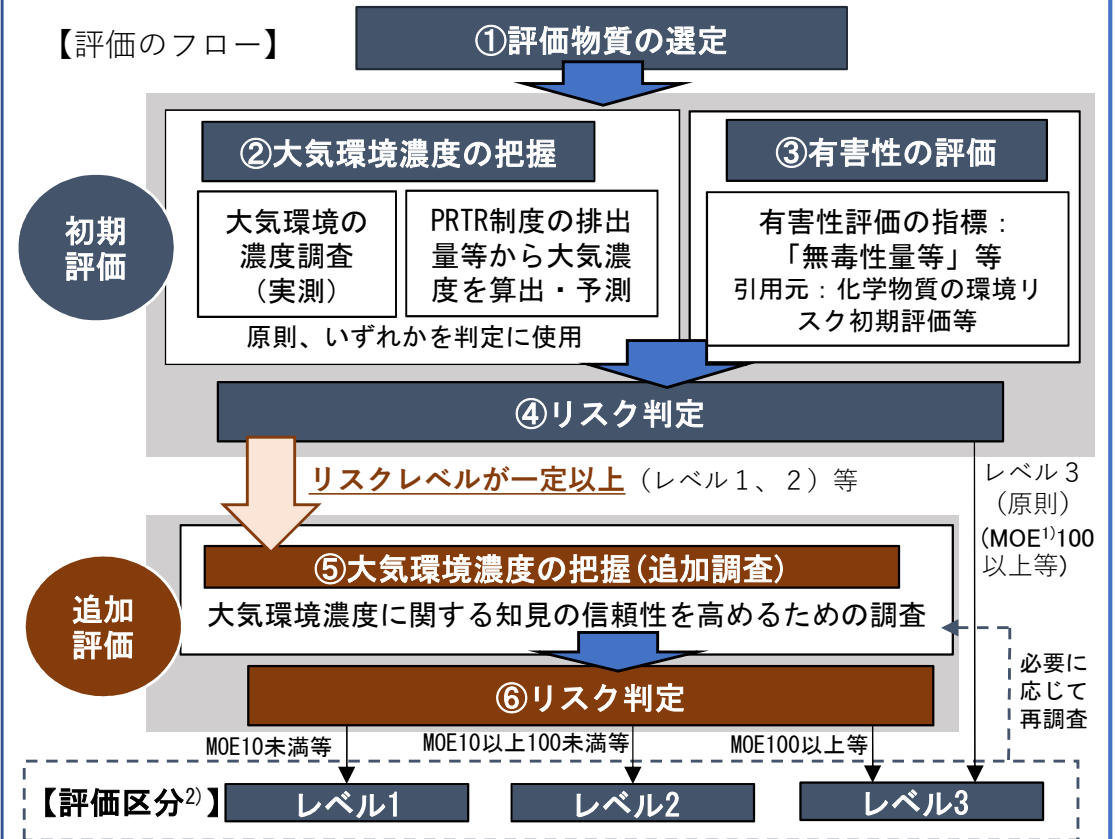 【評価のフロー】
①評価物質の選定
初期
評価
②大気環境濃度の把握
大気環境の
濃度調査
（実測）
PRTR制度の排出
量等から大気濃
度を算出・予測
原則、いずれかを判定に使用
③有害性の評価
有害性評価の指標：
「無毒性量等」等
引用元：化学物質の環境リ
スク初期評価等
④リスク判定
リスクレベルが一定以上（レベル１、２）等
レベル３
（原則）
(MOE1)100
以上等)
追加
評価
⑤大気環境濃度の把握(追加調査)
大気環境濃度に関する知見の信頼性を高めるための調査
⑥リスク判定
必要に
応じて
再調査
MOE10未満等
MOE10以上100未満等
MOE100以上等
【評価区分2)】
レベル1
レベル2
レベル3